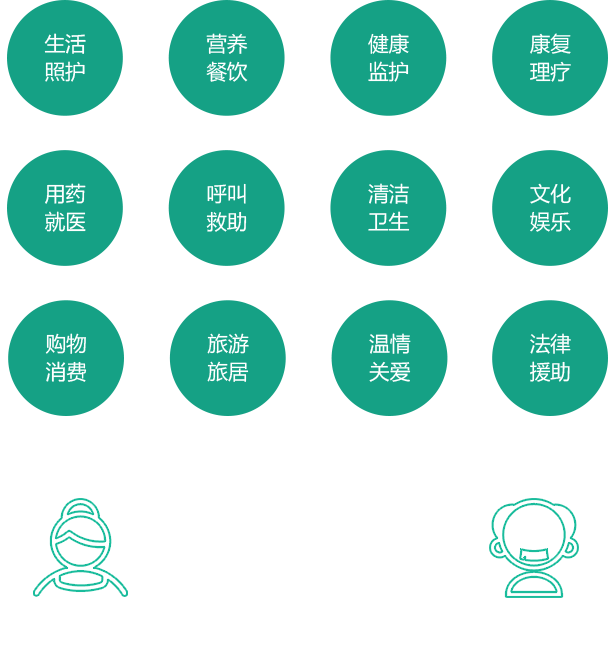 生活
照护
营养
餐饮
健康
监护
康复
理疗
用药
就医
呼叫
救助
清洁
卫生
文化
娱乐
购物
消费
旅游
旅居
温情
关爱
法律
援助